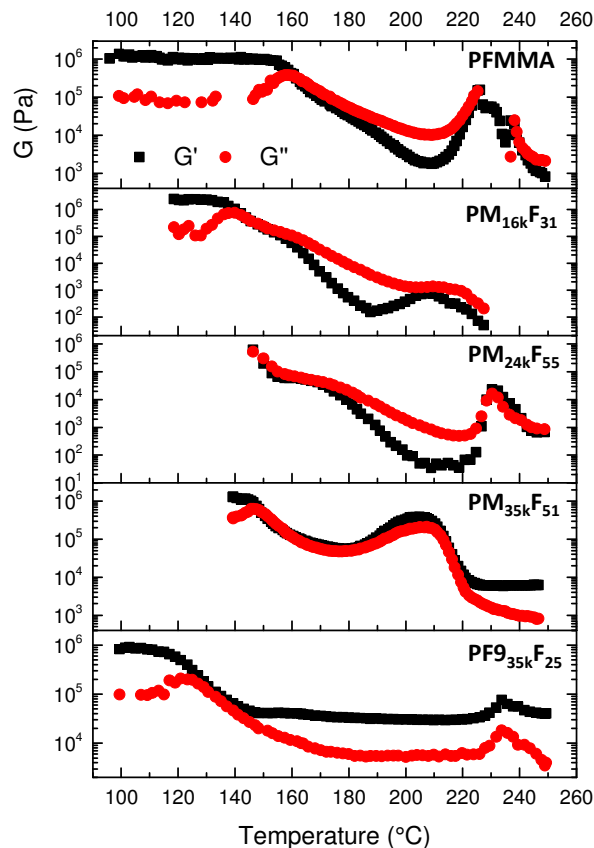 100 120 140 160 180 200 220 240 260
PFMMA
10⁶
10⁵
10⁴
10³
G' G"
PM₁₆ₖF₃₁
10⁶
10⁵
10⁴
10³
10²
PM₂₄ₖF₅₅
10⁶
10⁵
10⁴
10³
10²
10¹
PM₃₅ₖF₅₁
10⁶
10⁵
10⁴
10³
PF9₃₅ₖF₂₅
10⁶
10⁵
10⁴
100 120 140 160 180 200 220 240 260
Temperature (°C)
G (Pa)